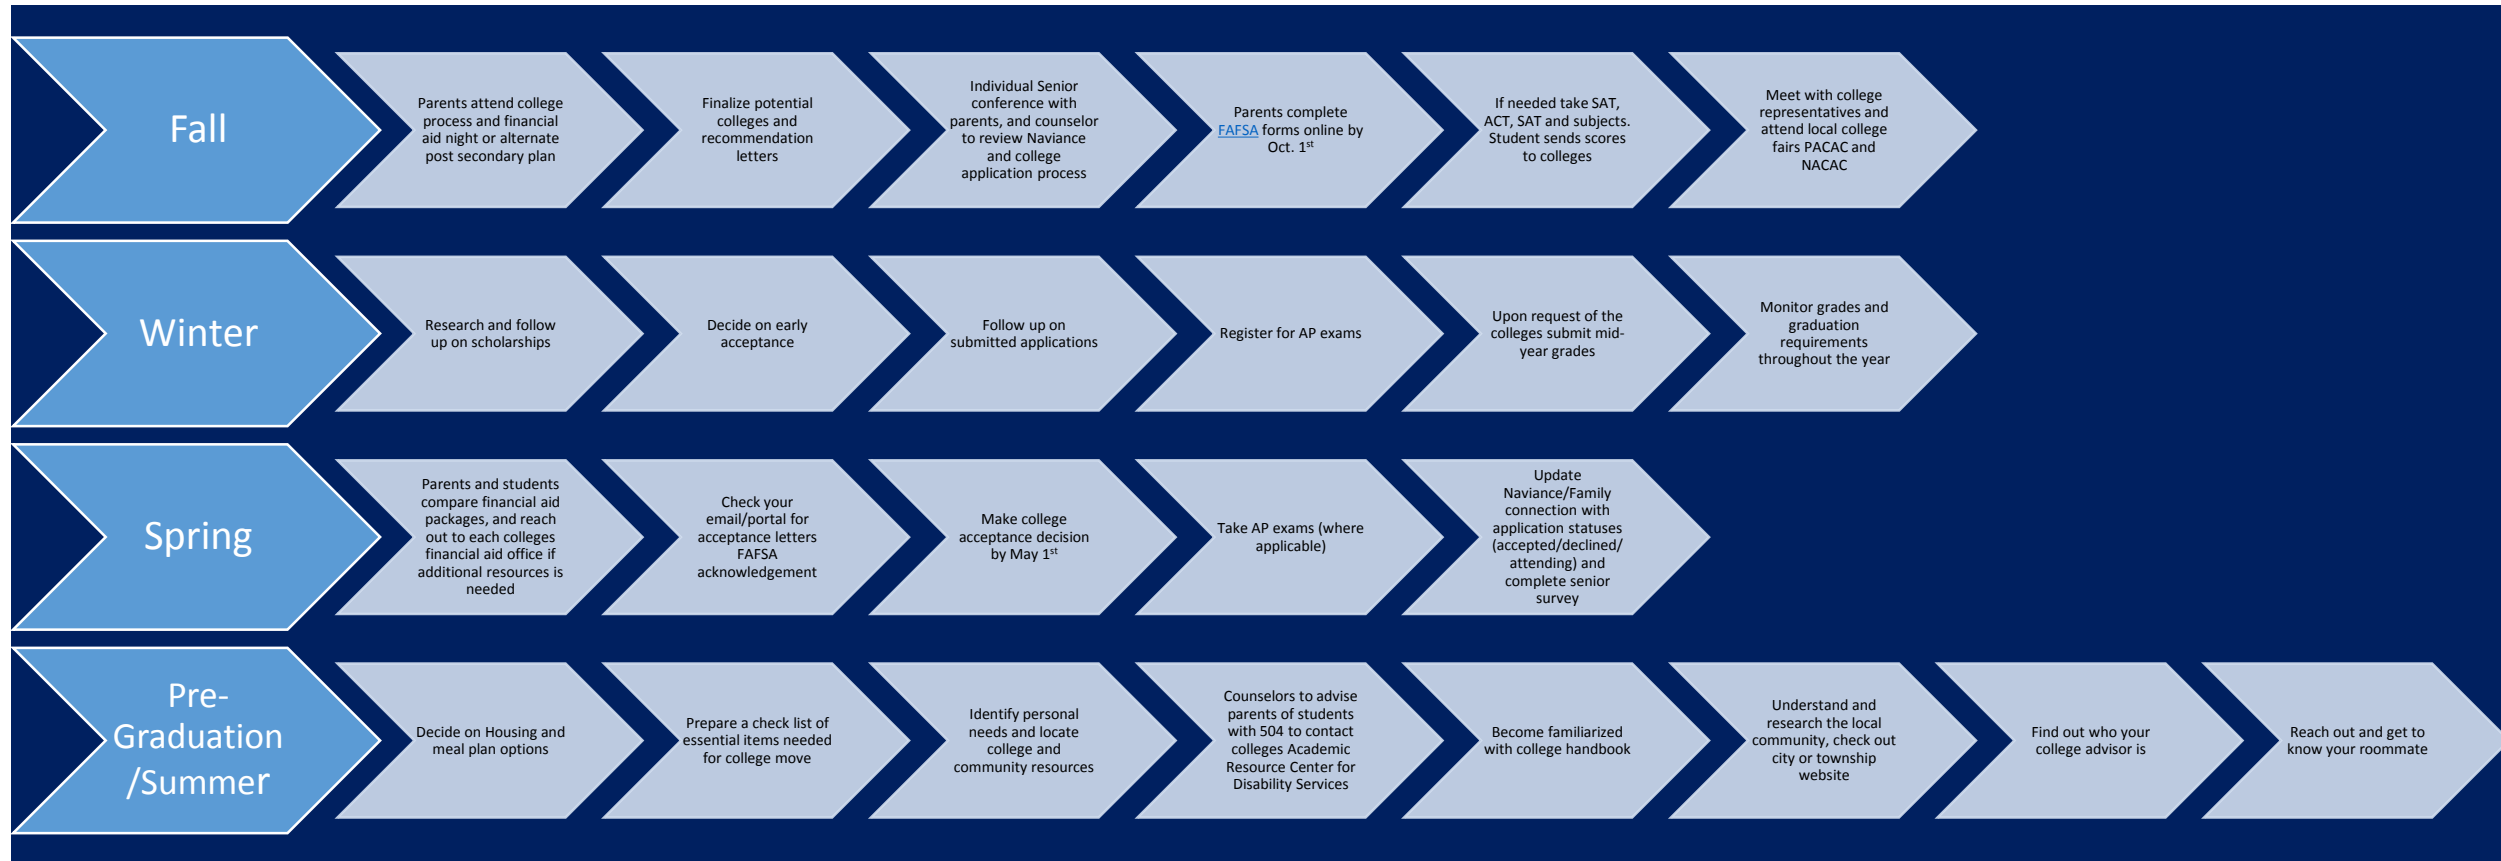 Fall
Parents attend college
process and financial
aid night or alternate
post secondary plan
Finalize potential
colleges and
recommendation
letters
Individual Senior
conference with
parents, and counselor
to review Naviance
and college
application process
Parents complete
FAFSA forms online by
Oct. 1st
If needed take SAT,
ACT, SAT and subjects.
Student sends scores
to colleges
Meet with college
representatives and
attend local college
fairs PACAC and
NACAC
Winter
Research and follow
up on scholarships
Decide on early
acceptance
Follow up on
submitted applications
Register for AP exams
Upon request of the
colleges submit mid-
year grades
Monitor grades and
graduation
requirements
throughout the year
Spring
Parents and students
compare financial aid
packages, and reach
out to each colleges
financial aid office if
additional resources is
needed
Check your
email/portal for
acceptance letters
FAFSA
acknowledgement
Make college
acceptance decision
by May 1st
Take AP exams (where
applicable)
Update
Naviance/Family
connection with
application statuses
(accepted/declined/
attending) and
complete senior
survey
Pre-
Graduation
/Summer
Decide on Housing and
meal plan options
Prepare a check list of
essential items needed
for college move
Identify personal
needs and locate
college and
community resources
Counselors to advise
parents of students
with 504 to contact
colleges Academic
Resource Center for
Disability Services
Become familiarized
with college handbook
Understand and
research the local
community, check out
city or township
website
Find out who your
college advisor is
Reach out and get to
know your roommate